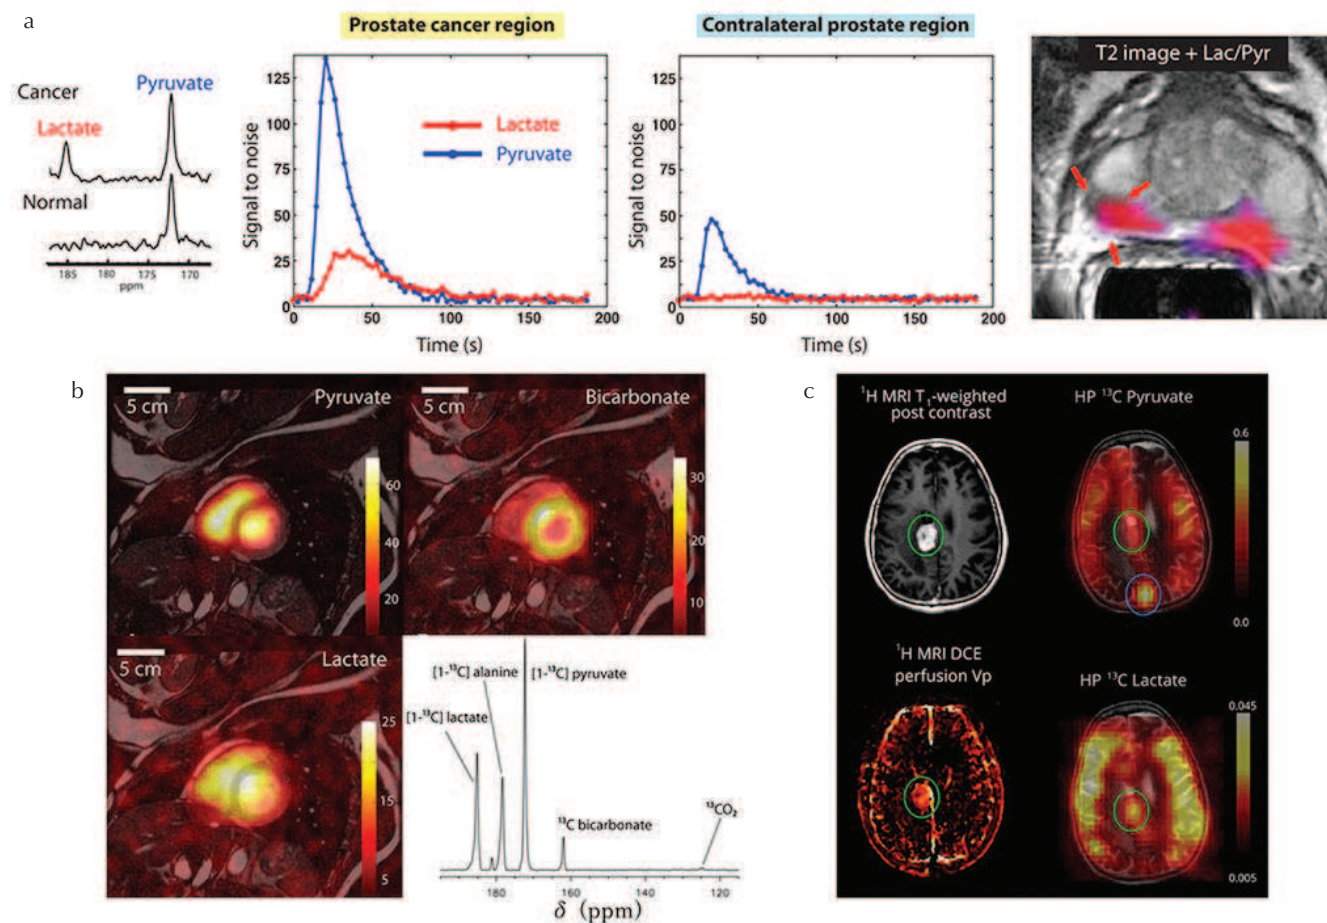 a
Prostate cancer region
Contralateral prostate region
Cancer
Lactate
Pyruvate
Normal
185 180 175 170
ppm
Signal to noise
125
100
75
50
25
0
0 50 100 150 200
Time (s)
Lactate
Pyruvate
Signal to noise
125
100
75
50
25
0
0 50 100 150 200
Time (s)
T2 image + Lac/Pyr
b
5 cm
Pyruvate
60
40
20
5 cm
Bicarbonate
30
20
10
5 cm
Lactate
25
15
5
[1-¹³C] lactate
[1-¹³C] alanine
[1-¹³C] pyruvate
¹³C bicarbonate
¹³CO₂
180 160 140 120
δ (ppm)
c
¹H MRI T₁-weighted
post contrast
HP ¹³C Pyruvate
0.6
0.0
¹H MRI DCE
perfusion Vp
HP ¹³C Lactate
0.045
0.005